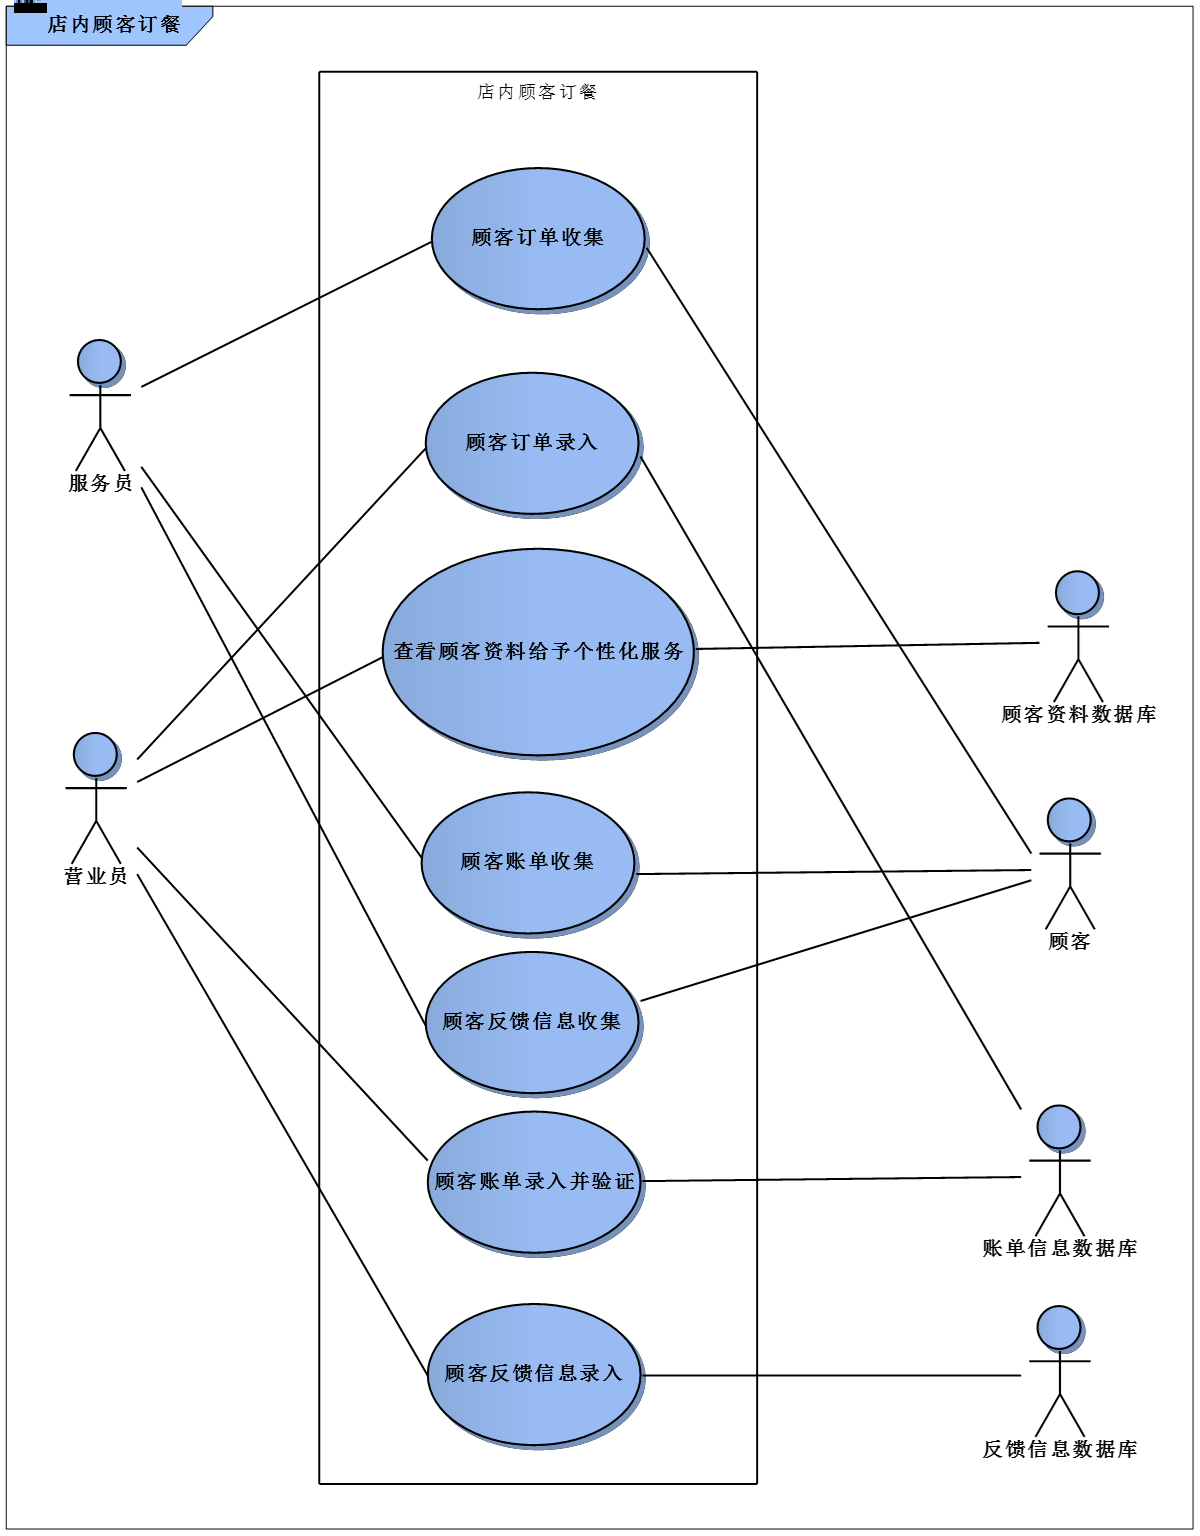 店内顾客订餐
店内顾客订餐
顾客订单收集
顾客订单录入
服务员
查看顾客资料给予个性化服务
顾客资料数据库
顾客账单收集
营业员
顾客
顾客反馈信息收集
顾客账单录入并验证
账单信息数据库
顾客反馈信息录入
反馈信息数据库